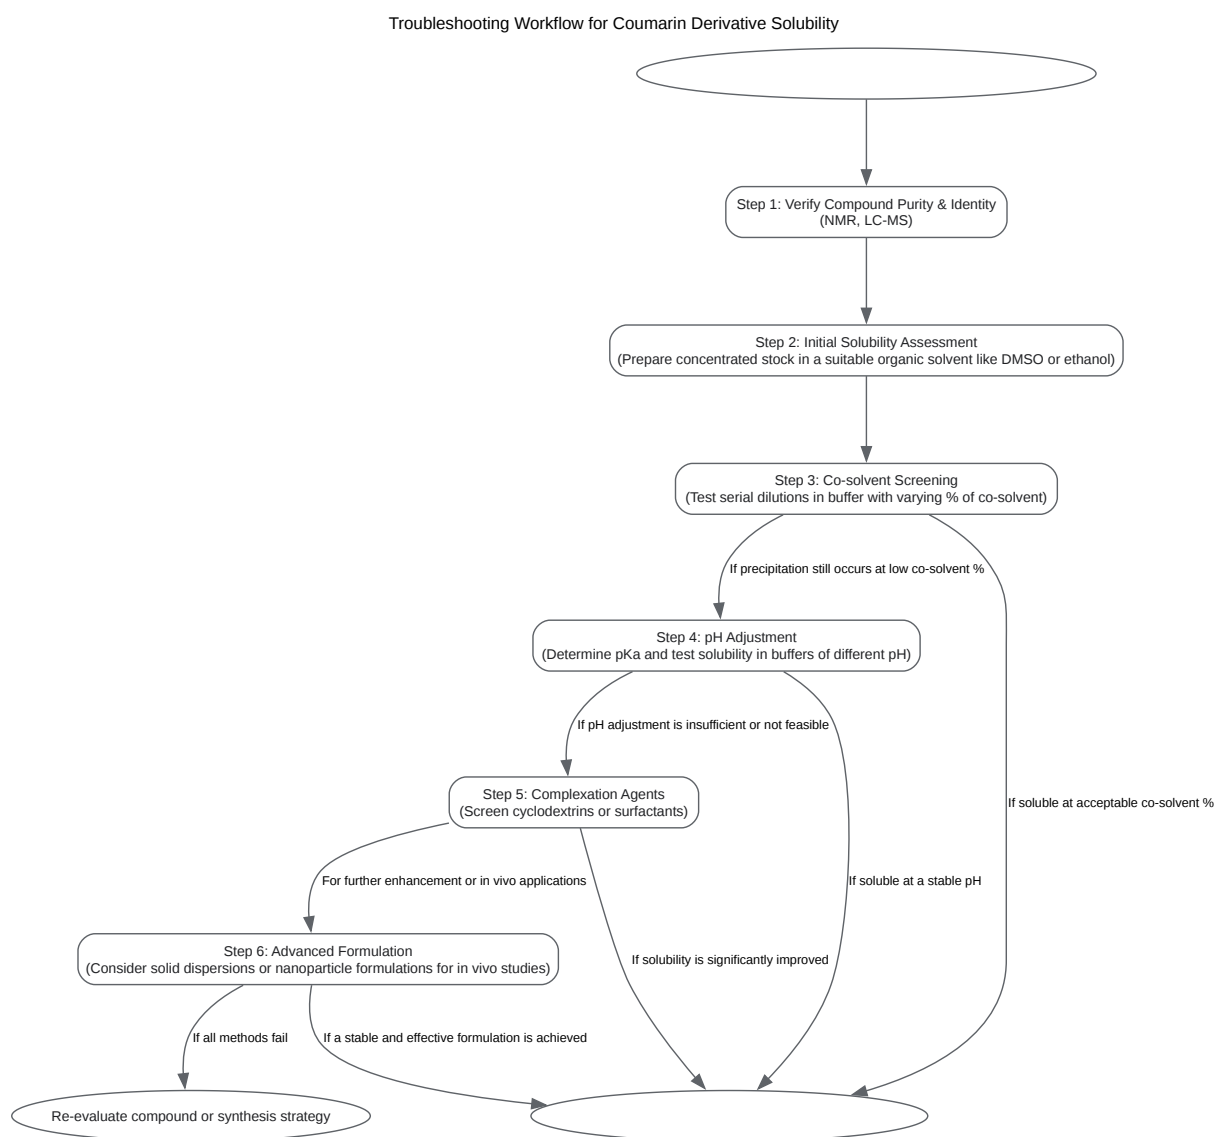 Troubleshooting Workflow for Coumarin Derivative Solubility
Step 1: Verify Compound Purity & Identity
(NMR, LC-MS)
Step 2: Initial Solubility Assessment
(Prepare concentrated stock in a suitable organic solvent like DMSO or ethanol)
Step 3: Co-solvent Screening
(Test serial dilutions in buffer with varying % of co-solvent)
If precipitation still occurs at low co-solvent %
Step 4: pH Adjustment
(Determine pKa and test solubility in buffers of different pH)
If pH adjustment is insufficient or not feasible
Step 5: Complexation Agents
(Screen cyclodextrins or surfactants)
If soluble at acceptable co-solvent %
For further enhancement or in vivo applications
If soluble at a stable pH
Step 6: Advanced Formulation
(Consider solid dispersions or nanoparticle formulations for in vivo studies)
If solubility is significantly improved
If all methods fail
If a stable and effective formulation is achieved
Re-evaluate compound or synthesis strategy